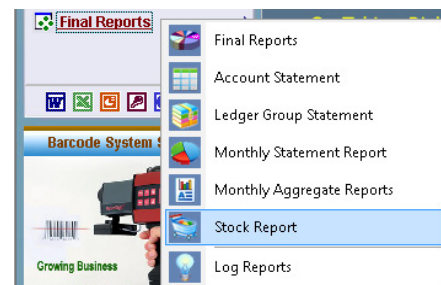 Final Reports
Final Reports
Account Statement
Ledger Group Statement
Monthly Statement Report
Barcode System
Monthly Aggregate Reports
Stock Report
Growing Business
Log Reports